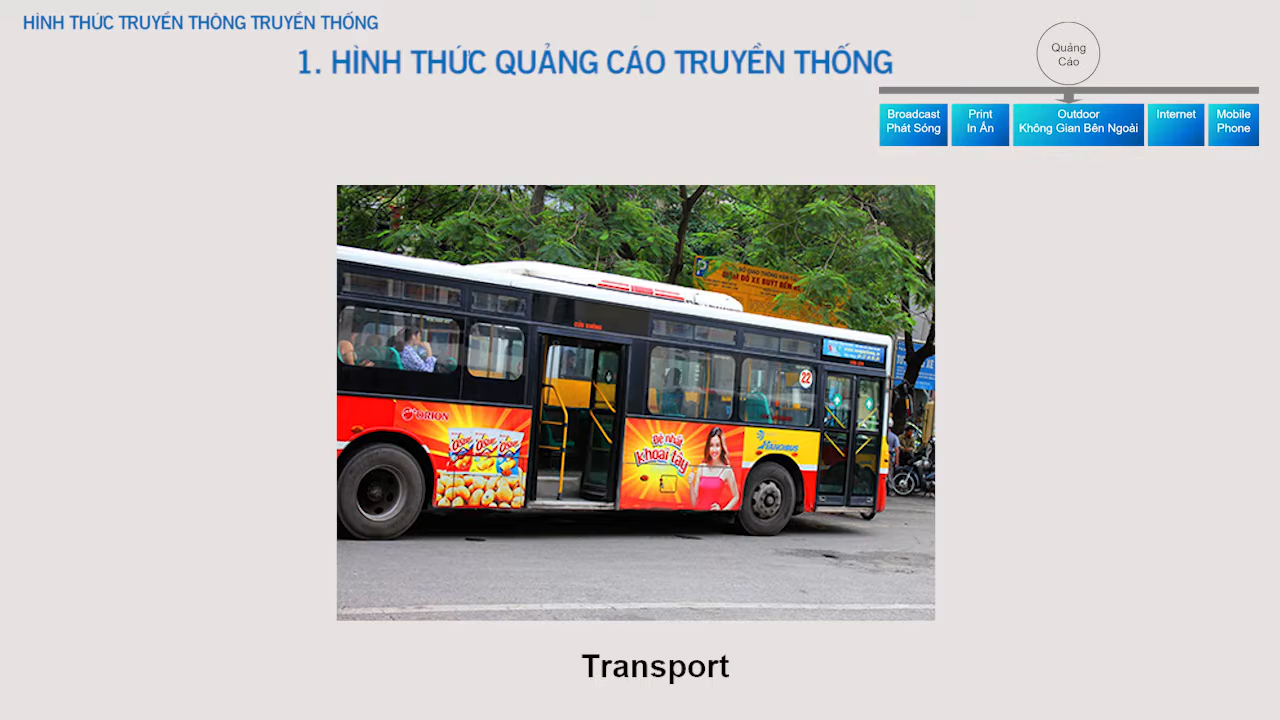 HÌNH THỨC TRUYỀN THÔNG TRUYỀN THỐNG
1. HÌNH THỨC QUẢNG CÁO TRUYỀN THỐNG
Quảng
Cáo
Broadcast
Phát Sóng
Print
In Ấn
Outdoor
Không Gian Bên Ngoài
Internet
Mobile
Phone
22
ORION
Đệ nhất
khoai tây
HANOIBUS
Transport